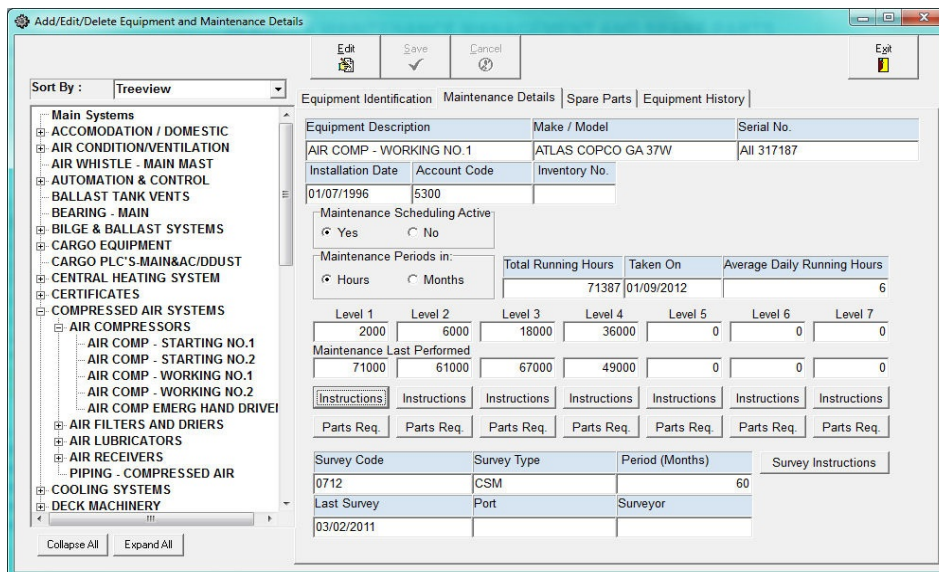 Add/Edit/Delete Equipment and Maintenance Details
Edit Save Cancel Exit
Sort By : Treeview
Main Systems
ACCOMODATION / DOMESTIC
AIR CONDITION/VENTILATION
AIR WHISTLE - MAIN MAST
AUTOMATION & CONTROL
BALLAST TANK VENTS
BEARING - MAIN
BILGE & BALLAST SYSTEMS
CARGO EQUIPMENT
CARGO PLC'S-MAIN&AC/DDUST
CENTRAL HEATING SYSTEM
CERTIFICATES
COMPRESSED AIR SYSTEMS
AIR COMPRESSORS
AIR COMP - STARTING NO.1
AIR COMP - STARTING NO.2
AIR COMP - WORKING NO.1
AIR COMP - WORKING NO.2
AIR COMP EMERG HAND DRIVEN
AIR FILTERS AND DRIERS
AIR LUBRICATORS
AIR RECEIVERS
PIPING - COMPRESSED AIR
COOLING SYSTEMS
DECK MACHINERY
Collapse All Expand All
Equipment Identification Maintenance Details Spare Parts Equipment History
Equipment Description Make / Model Serial No.
AIR COMP - WORKING NO.1 ATLAS COPCO GA 37W AII 317187
Installation Date Account Code Inventory No.
01/07/1996 5300
Maintenance Scheduling Active
Yes No
Maintenance Periods in:
Hours Months
Total Running Hours Taken On Average Daily Running Hours
71387 01/09/2012 6
Level 1 Level 2 Level 3 Level 4 Level 5 Level 6 Level 7
2000 6000 18000 36000 0 0 0
Maintenance Last Performed
71000 61000 67000 49000 0 0 0
Instructions Instructions Instructions Instructions Instructions Instructions Instructions
Parts Req. Parts Req. Parts Req. Parts Req. Parts Req. Parts Req. Parts Req.
Survey Code Survey Type Period (Months) Survey Instructions
0712 CSM 60
Last Survey Port Surveyor
03/02/2011